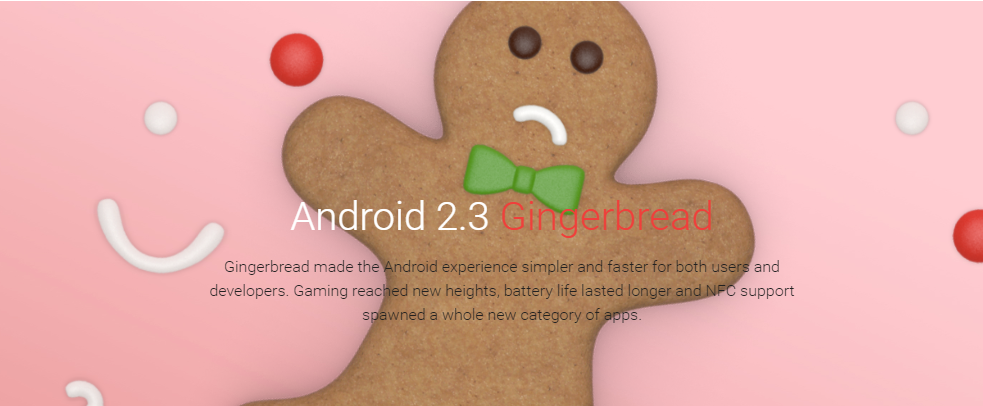 Android 2.3 Gingerbread
Gingerbread made the Android experience simpler and faster for both users and
developers. Gaming reached new heights, battery life lasted longer and NFC support
spawned a whole new category of apps.